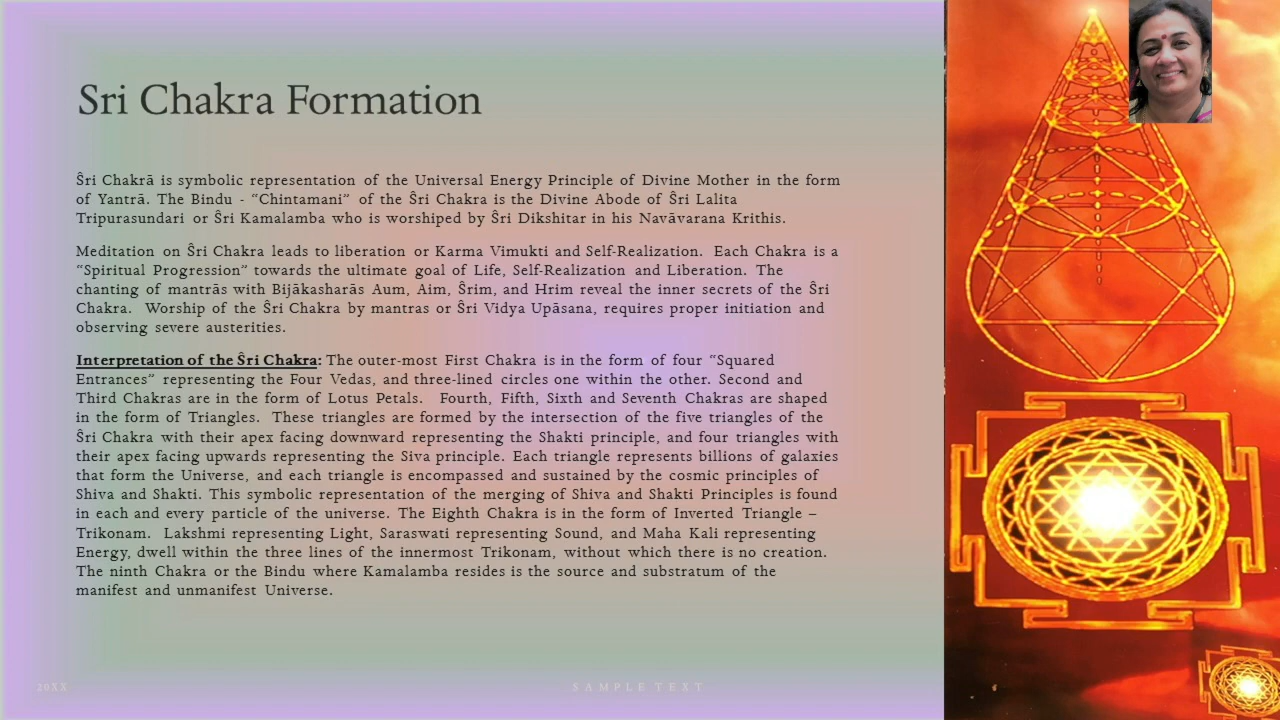 Sri Chakra Formation
Ŝri Chakrā is symbolic representation of the Universal Energy Principle of Divine Mother in the form
of Yantrā. The Bindu - “Chintamani” of the Ŝri Chakra is the Divine Abode of Ŝri Lalita
Tripurasundari or Ŝri Kamalamba who is worshiped by Ŝri Dikshitar in his Navāvarana Krithis.
Meditation on Ŝri Chakra leads to liberation or Karma Vimukti and Self-Realization. Each Chakra is a
“Spiritual Progression” towards the ultimate goal of Life, Self-Realization and Liberation. The
chanting of mantrās with Bijākasharās Aum, Aim, Ŝrim, and Hrim reveal the inner secrets of the Ŝri
Chakra. Worship of the Ŝri Chakra by mantras or Ŝri Vidya Upāsana, requires proper initiation and
observing severe austerities.
Interpretation of the Ŝri Chakra: The outer-most First Chakra is in the form of four “Squared
Entrances” representing the Four Vedas, and three-lined circles one within the other. Second and
Third Chakras are in the form of Lotus Petals. Fourth, Fifth, Sixth and Seventh Chakras are shaped
in the form of Triangles. These triangles are formed by the intersection of the five triangles of the
Ŝri Chakra with their apex facing downward representing the Shakti principle, and four triangles with
their apex facing upwards representing the Siva principle. Each triangle represents billions of galaxies
that form the Universe, and each triangle is encompassed and sustained by the cosmic principles of
Shiva and Shakti. This symbolic representation of the merging of Shiva and Shakti Principles is found
in each and every particle of the universe. The Eighth Chakra is in the form of Inverted Triangle –
Trikonam. Lakshmi representing Light, Saraswati representing Sound, and Maha Kali representing
Energy, dwell within the three lines of the innermost Trikonam, without which there is no creation.
The ninth Chakra or the Bindu where Kamalamba resides is the source and substratum of the
manifest and unmanifest Universe.
20XX
SAMPLE TEXT